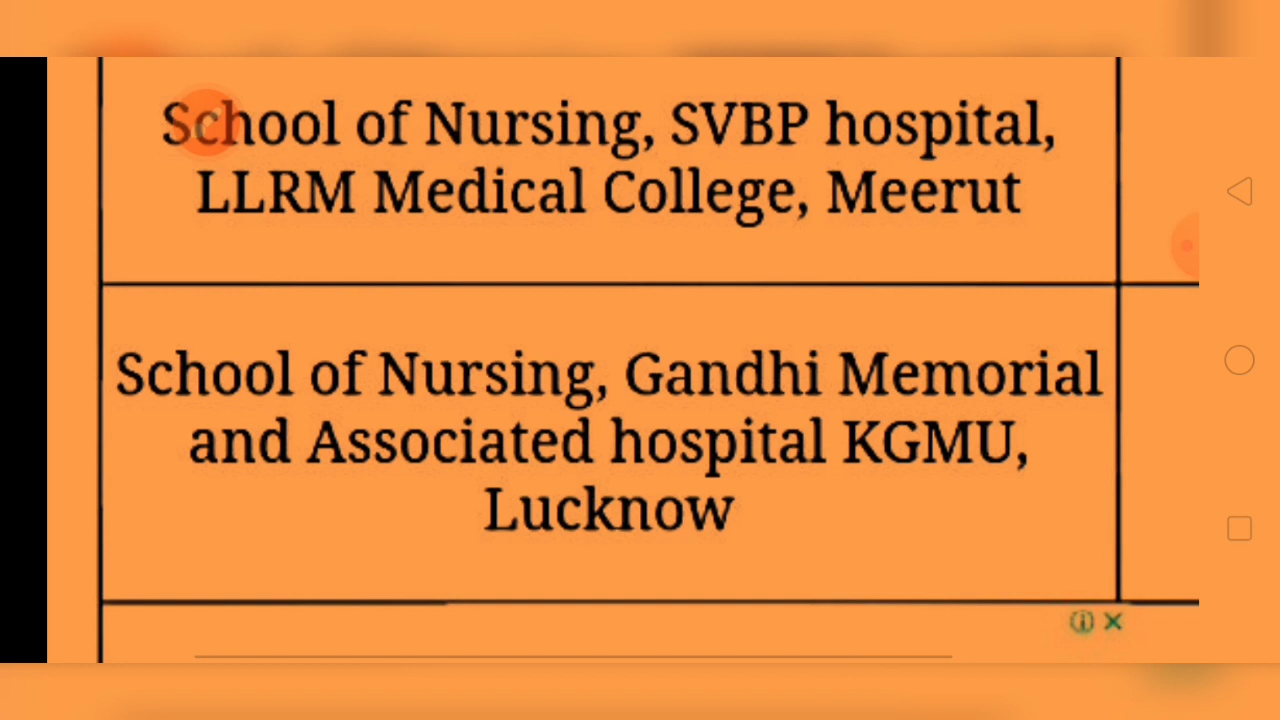 School of Nursing, SVBP hospital,
LLRM Medical College, Meerut
School of Nursing, Gandhi Memorial
and Associated hospital KGMU,
Lucknow